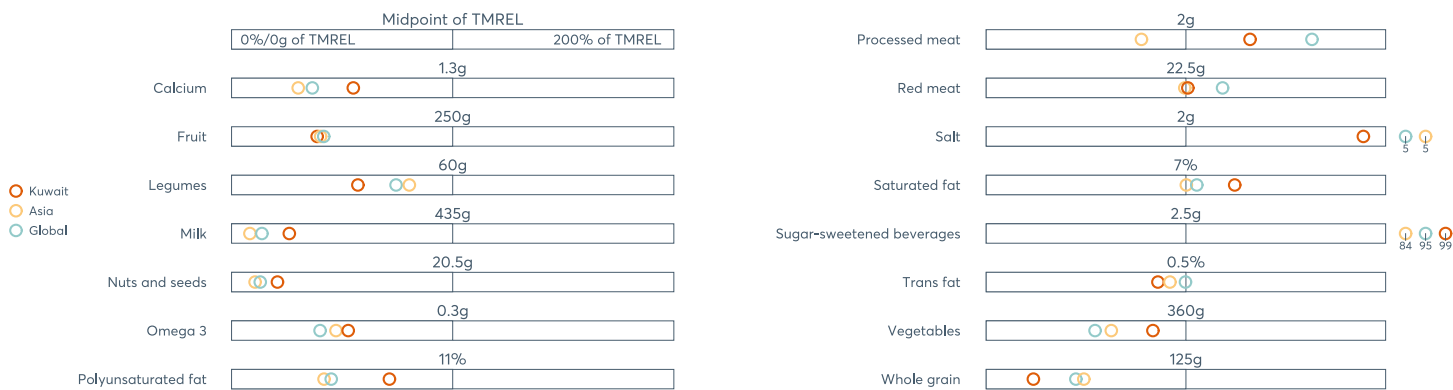 Midpoint of TMREL
0%/0g of TMREL 200% of TMREL
1.3g
Calcium
250g
Fruit
60g
Legumes
435g
Milk
20.5g
Nuts and seeds
0.3g
Omega 3
11%
Polyunsaturated fat
Kuwait
Asia
Global
2g
Processed meat
22.5g
Red meat
2g
Salt
5 5
7%
Saturated fat
2.5g
Sugar-sweetened beverages
84 95 99
0.5%
Trans fat
360g
Vegetables
125g
Whole grain